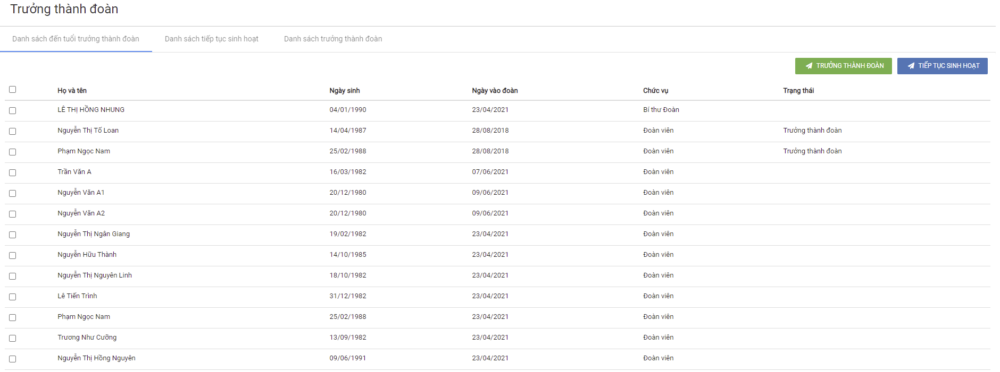 Trưởng thành đoàn
Danh sách đến tuổi trưởng thành đoàn Danh sách tiếp tục sinh hoạt Danh sách trưởng thành đoàn
TRƯỞNG THÀNH ĐOÀN TIẾP TỤC SINH HOẠT
Họ và tên Ngày sinh Ngày vào đoàn Chức vụ Trạng thái
LÊ THỊ HỒNG NHUNG 04/01/1990 23/04/2021 Bí thư Đoàn
Nguyễn Thị Tố Loan 14/04/1987 28/08/2018 Đoàn viên Trưởng thành đoàn
Phạm Ngọc Nam 25/02/1988 28/08/2018 Đoàn viên Trưởng thành đoàn
Trần Văn A 16/03/1982 07/06/2021 Đoàn viên
Nguyễn Văn A1 20/12/1980 09/06/2021 Đoàn viên
Nguyễn Văn A2 20/12/1980 09/06/2021 Đoàn viên
Nguyễn Thị Ngân Giang 19/02/1982 23/04/2021 Đoàn viên
Nguyễn Hữu Thành 14/10/1985 23/04/2021 Đoàn viên
Nguyễn Thị Nguyên Linh 18/10/1982 23/04/2021 Đoàn viên
Lê Tiến Trình 31/12/1982 23/04/2021 Đoàn viên
Phạm Ngọc Nam 25/02/1988 23/04/2021 Đoàn viên
Trương Như Cưỡng 13/09/1982 23/04/2021 Đoàn viên
Nguyễn Thị Hồng Nguyên 09/06/1991 23/04/2021 Đoàn viên